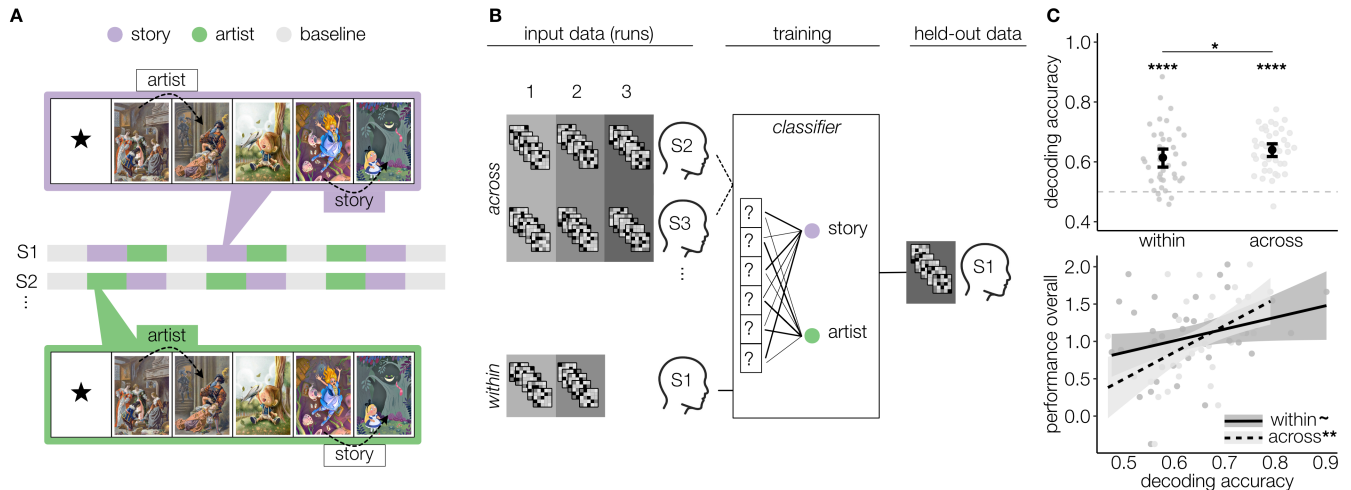 A
story artist baseline
artist
story
S1
S2
⋮
artist
story
B
input data (runs) training held-out data
1 2 3
across
S2
S3
⋮
within
S1
classifier
?
?
?
?
?
?
story
artist
S1
C
*
**** ****
decoding accuracy
1.0
0.8
0.6
0.4
within across
performance overall
2.0
1.5
1.0
0.5
0.0
within~
across**
0.5 0.6 0.7 0.8 0.9
decoding accuracy